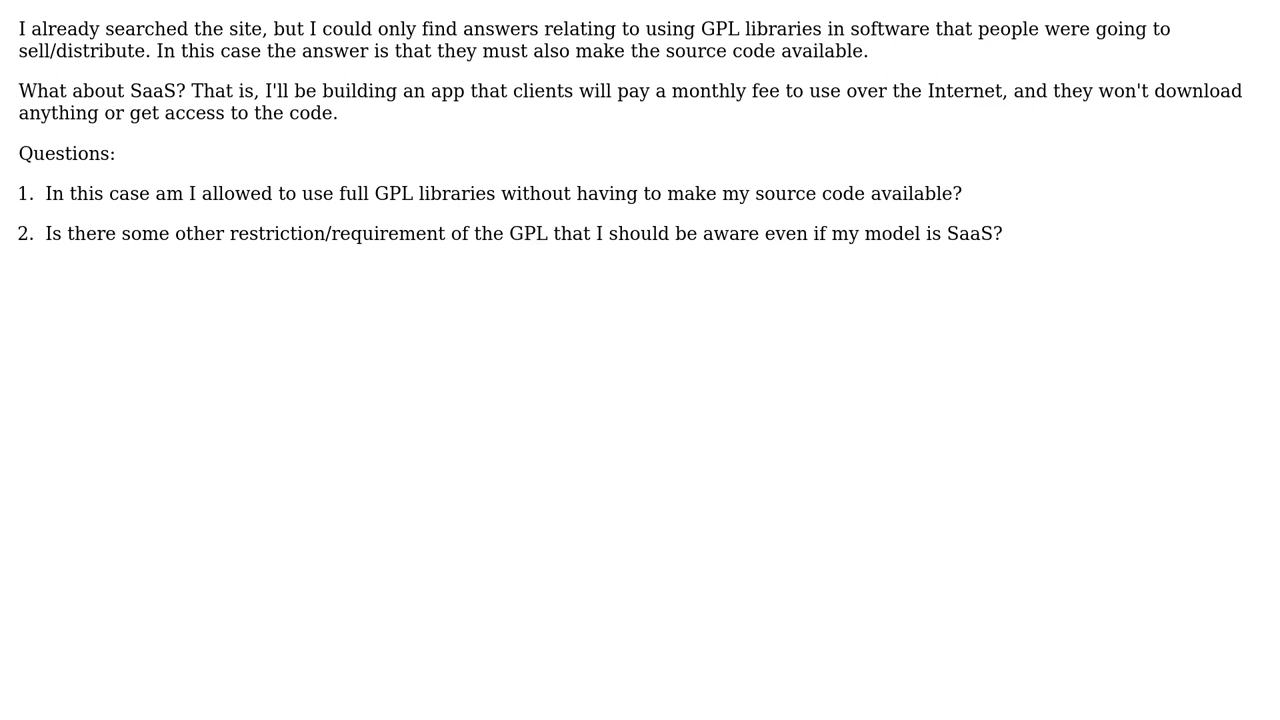 I already searched the site, but I could only find answers relating to using GPL libraries in software that people were going to
sell/distribute. In this case the answer is that they must also make the source code available.
What about SaaS? That is, I'll be building an app that clients will pay a monthly fee to use over the Internet, and they won't download
anything or get access to the code.
Questions:
1. In this case am I allowed to use full GPL libraries without having to make my source code available?
2. Is there some other restriction/requirement of the GPL that I should be aware even if my model is SaaS?